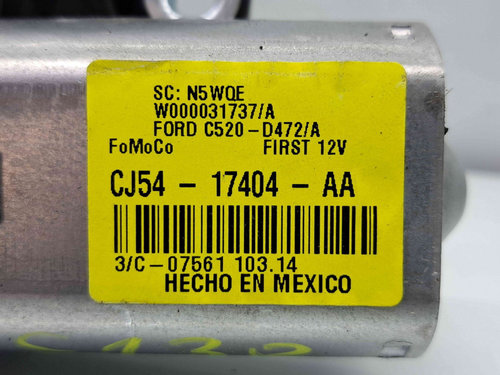 SC: N5WQE
W000031737/A
FORD C520-D472/A
FoMoCo FIRST 12V
CJ54 - 17404 - AA
3/C-07561 103.14
HECHO EN MEXICO